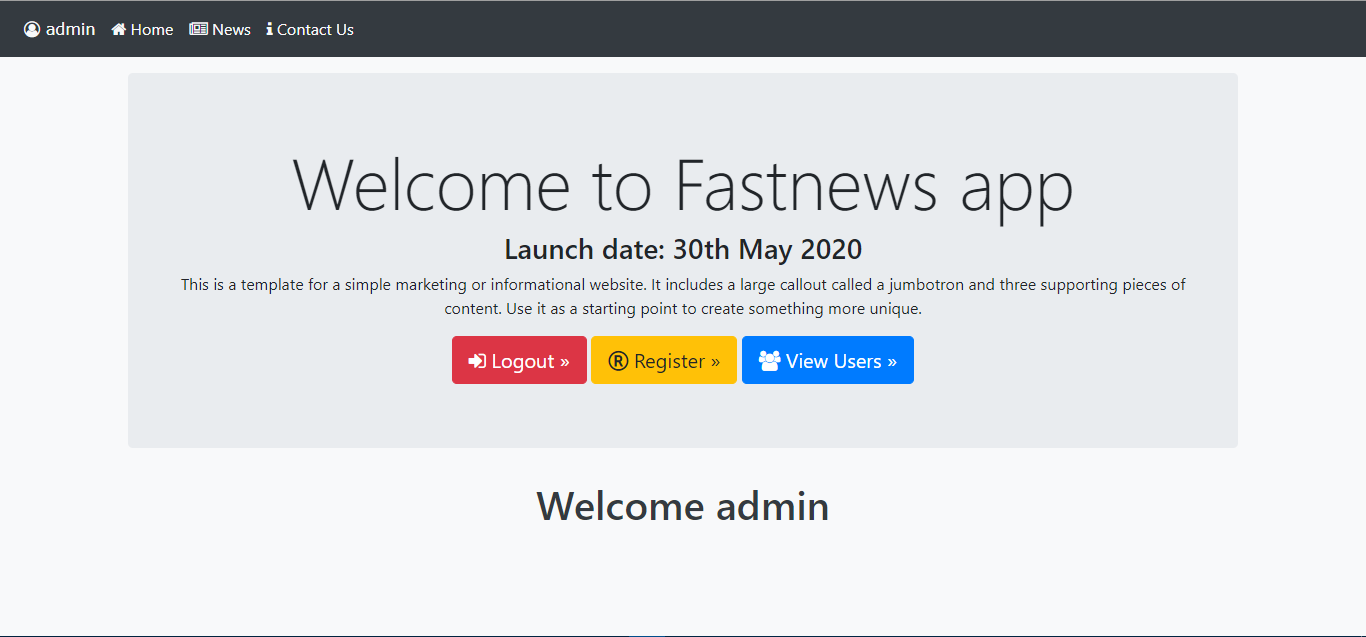 admin Home News Contact Us
Welcome to Fastnews app
Launch date: 30th May 2020
This is a template for a simple marketing or informational website. It includes a large callout called a jumbotron and three supporting pieces of
content. Use it as a starting point to create something more unique.
Logout » ® Register » View Users »
Welcome admin